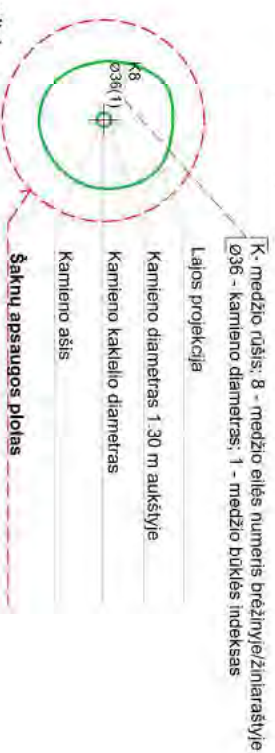 K- medžio rūšis; 8 - medžio eilės numeris brėžinyje/žiniaraštyje
ø36 - kamieno diametras; 1 - medžio būklės indeksas
K8
ø36(1)
Lajos projekcija
Kamieno diametras 1.30 m aukštyje
Kamieno kaklelio diametras
Kamieno ašis
Šaknų apsaugos plotas